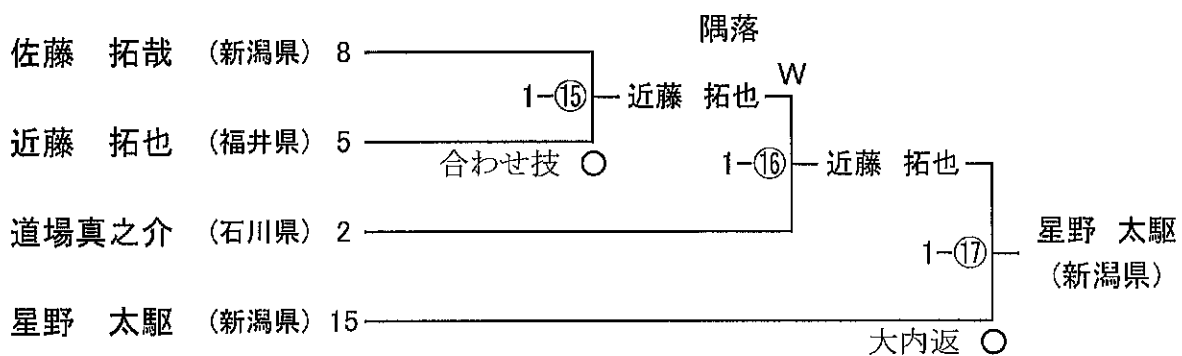 隅落
佐藤 拓哉 (新潟県) 8
W
1-⑮ 近藤 拓也
近藤 拓也 (福井県) 5
合わせ技 ○
1-⑯ 近藤 拓也
道場真之介 (石川県) 2
星野 太駆
1-⑰
(新潟県)
星野 太駆 (新潟県) 15
大内返 ○